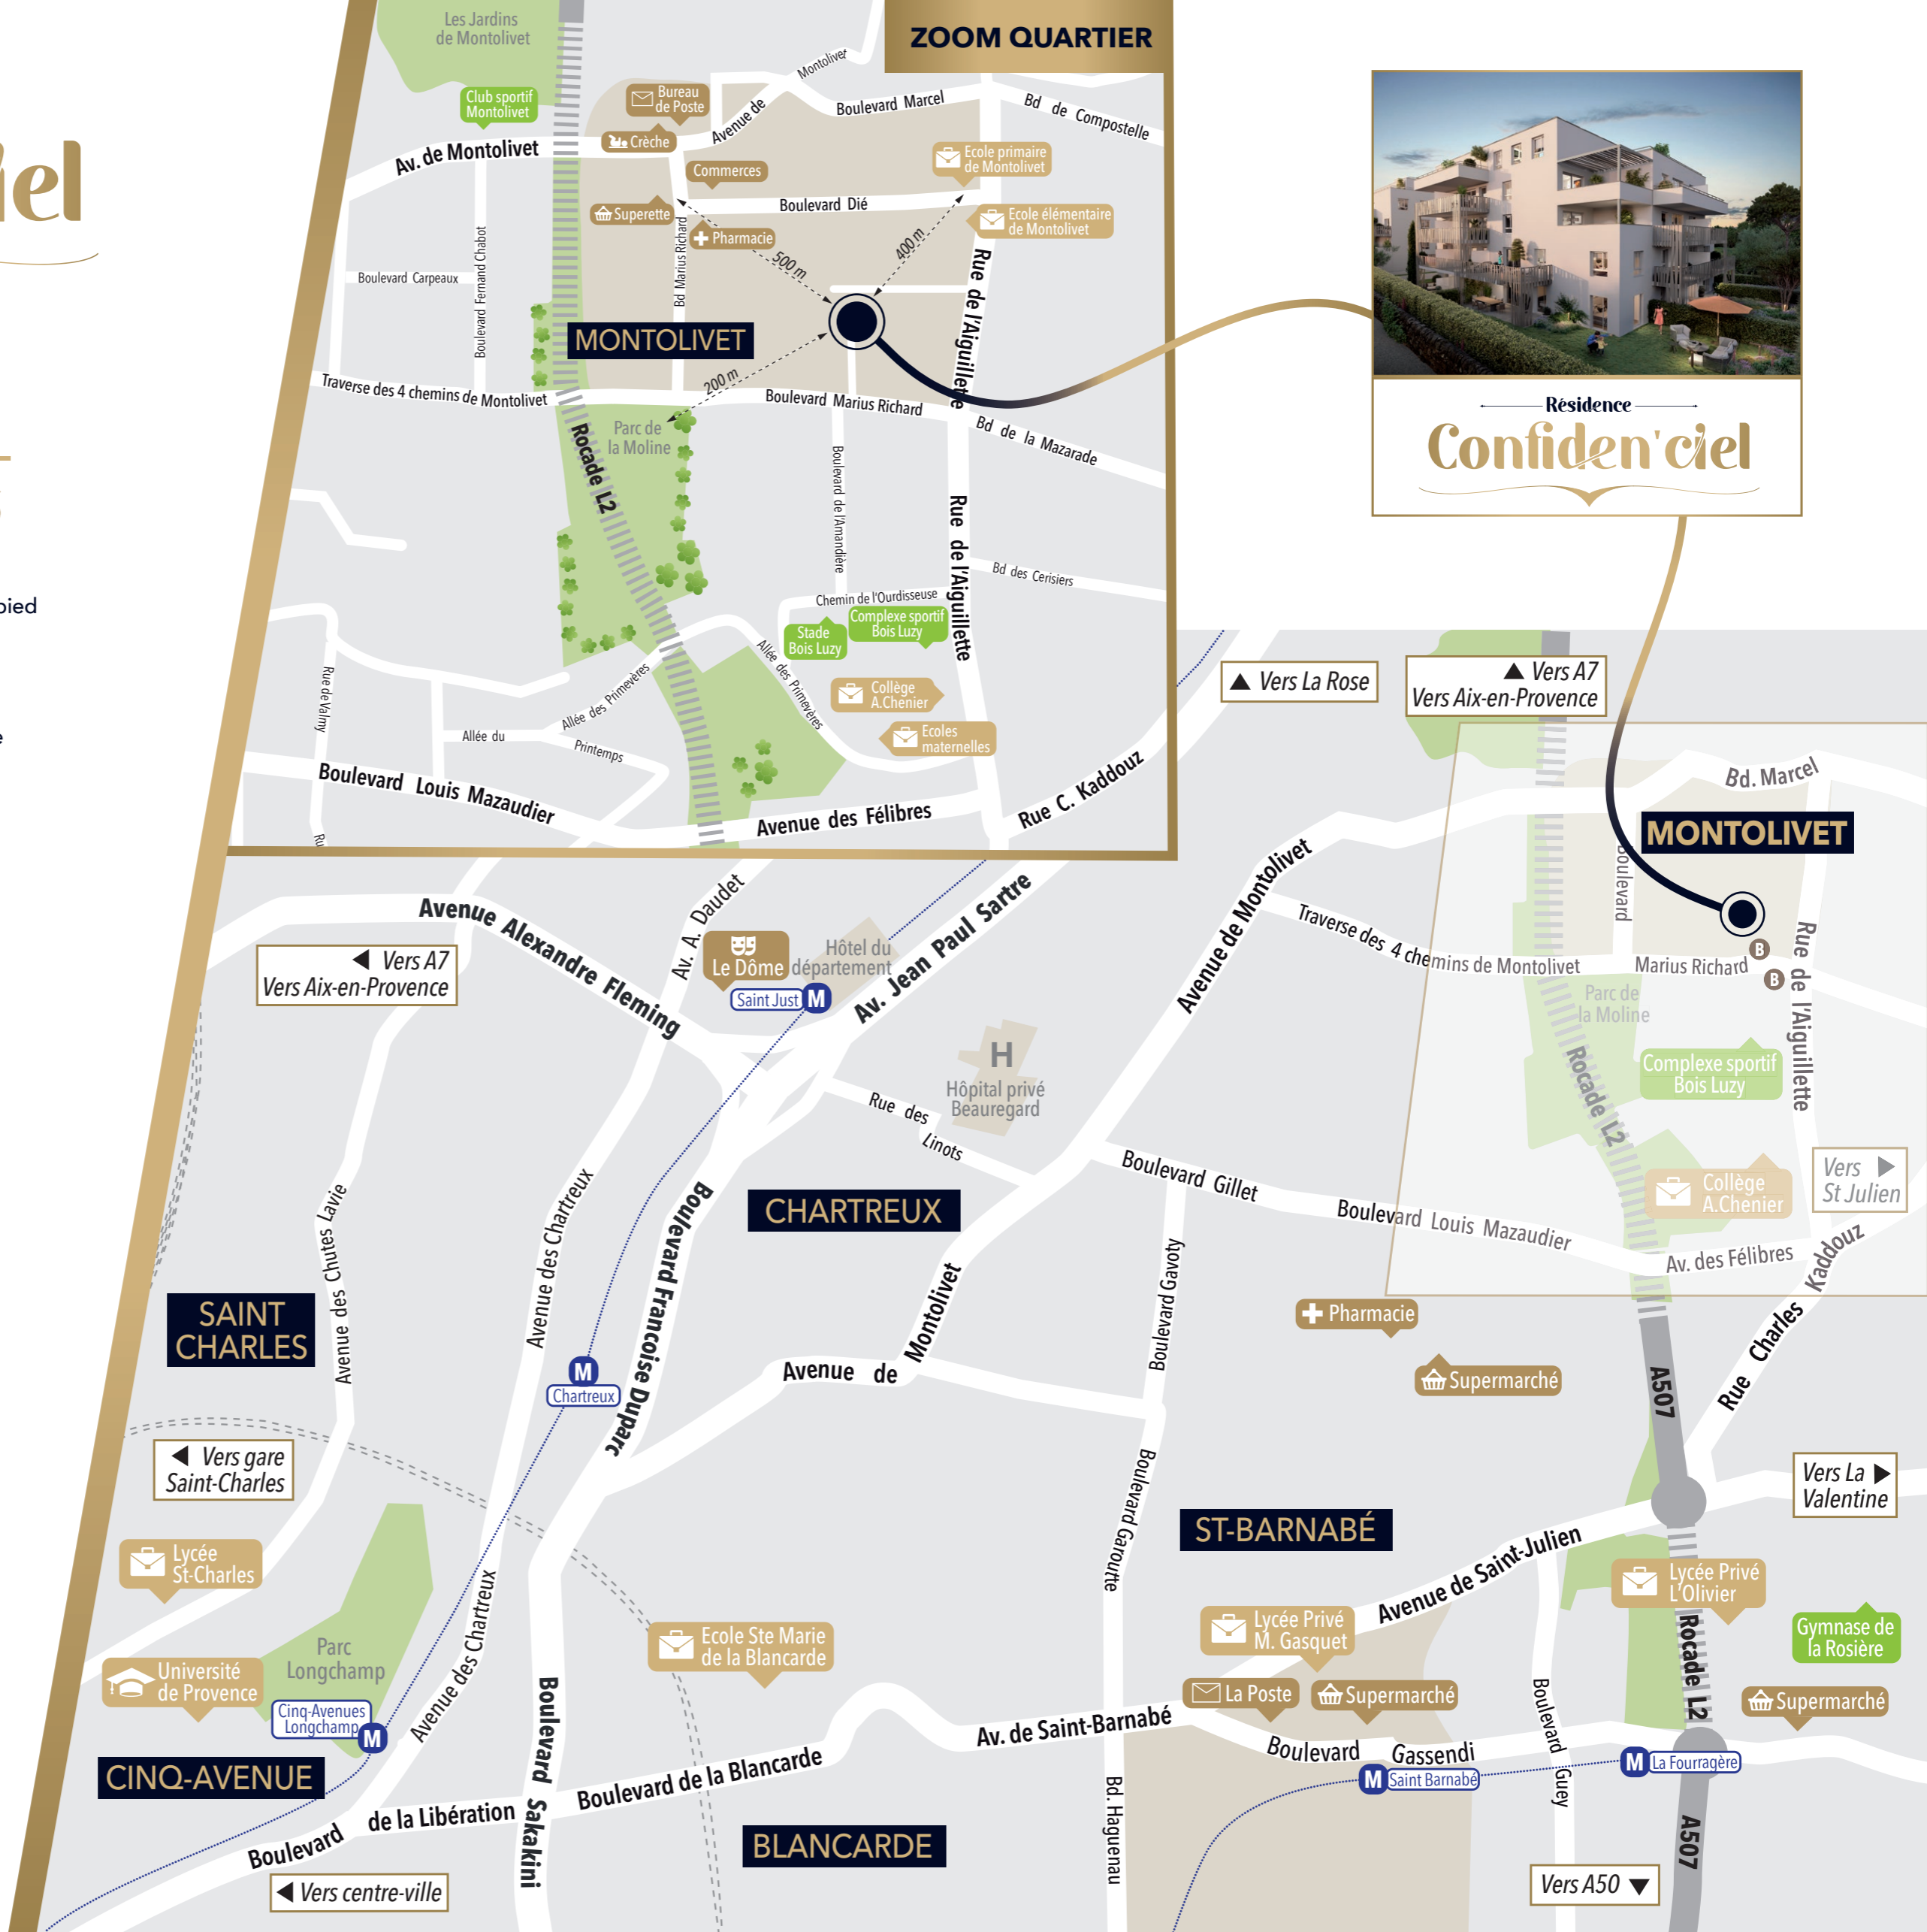 iel
pied
e
ZOOM QUARTIER
Les Jardins
de Montolivet
Club sportif
Montolivet
Bureau
de Poste
Crèche
Av. de Montolivet
Avenue de
Montolivet
Boulevard Marcel
Bd de Compostelle
Commerces
Ecole primaire
de Montolivet
Boulevard Dié
Superette
Pharmacie
Ecole élémentaire
de Montolivet
Bd Marius Richard
500 m
400 m
Boulevard Carpeaux
Boulevard Fernand Chabot
Rue de l'Aiguillette
MONTOLIVET
200 m
Traverse des 4 chemins de Montolivet
Boulevard Marius Richard
Bd de la Mazarade
Parc de
la Moline
Rocade L2
Boulevard de l'Amandière
Rue de l'Aiguillette
Bd des Cerisiers
Chemin de l'Ourdisseuse
Complexe sportif
Bois Luzy
Stade
Bois Luzy
Allée des Primevères
Allée des Primevères
Rue de Valmy
Collège
A.Chenier
Ecoles
maternelles
Allée du
Printemps
Boulevard Louis Mazaudier
Avenue des Félibres
Rue C. Kaddouz
Ru
Résidence
Confiden'ciel
Vers La Rose
Vers A7
Vers Aix-en-Provence
Bd. Marcel
MONTOLIVET
Boulevard
Marius Richard
B
B
Rue de l'Aiguillette
Traverse des 4 chemins de Montolivet
Parc de
la Moline
Rocade L2
Complexe sportif
Bois Luzy
Collège
A.Chenier
Vers
St Julien
Av. des Félibres
Rue Charles Kaddouz
Avenue Alexandre Fleming
Av. A. Daudet
Le Dôme
Hôtel du
département
Saint Just
M
Av. Jean Paul Sartre
Vers A7
Vers Aix-en-Provence
Avenue de Montolivet
H
Hôpital privé
Beauregard
Rue des
Linots
Boulevard Gillet
Boulevard Louis Mazaudier
CHARTREUX
Avenue des Chutes Lavie
Avenue des Chartreux
Boulevard Francoise Duparc
Boulevard Gavoty
SAINT
CHARLES
Pharmacie
Supermarché
A507
M
Chartreux
Avenue de Montolivet
Vers gare
Saint-Charles
Boulevard Garoutte
Vers La
Valentine
ST-BARNABÉ
Avenue de Saint-Julien
Lycée
St-Charles
Lycée Privé
L'Olivier
Lycée Privé
M. Gasquet
Gymnase de
la Rosière
Ecole Ste Marie
de la Blancarde
Parc
Longchamp
Université
de Provence
Cinq-Avenues
Longchamp
M
Avenue des Chartreux
La Poste
Supermarché
Supermarché
Rocade L2
Boulevard Guey
Av. de Saint-Barnabé
Boulevard Gassendi
M
Saint Barnabé
M
La Fourragère
CINQ-AVENUE
Boulevard Sakakini
Boulevard de la Blancarde
Boulevard de la Libération
Bd. Haguenau
A507
BLANCARDE
Vers centre-ville
Vers A50